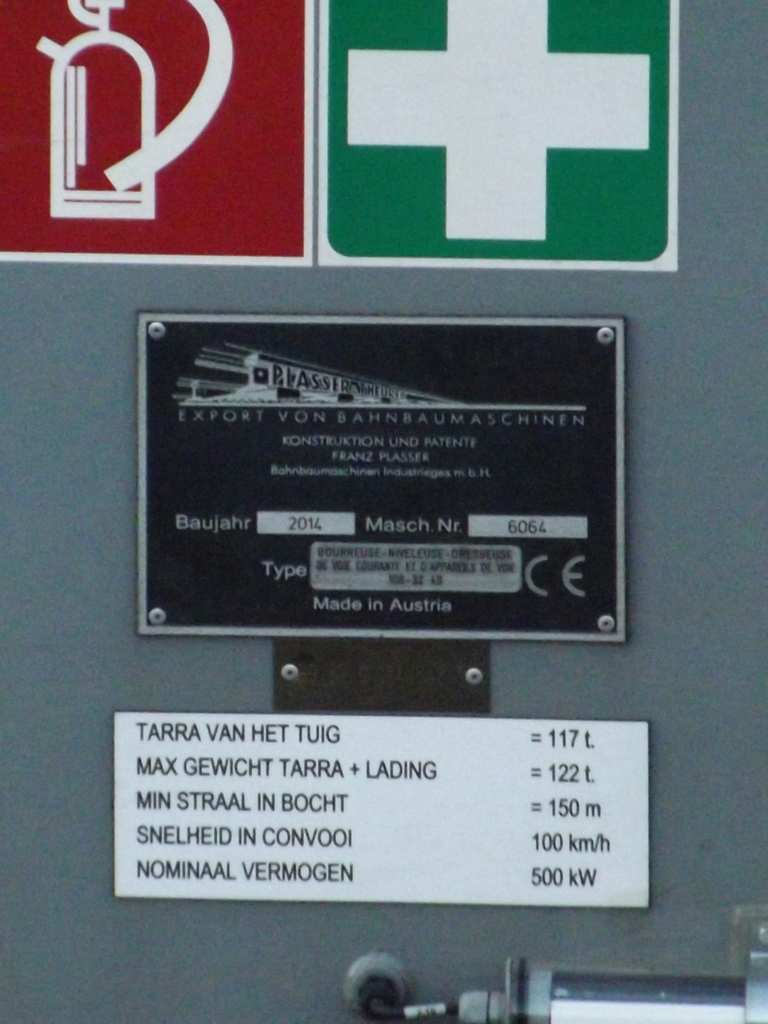 PLASSER & THEURER
EXPORT VON BAHNBAUMASCHINEN
KONSTRUKTION UND PATENTE
FRANZ PLASSER
Bahnbaumaschinen Industrieges. m. b. H.
Baujahr 2014 Masch. Nr. 6064
BOURREUSE-NIVELEUSE-DRESSEUSE
Type DE VOIE COURANTE ET D'APPAREILS DE VOIE CE
Made in Austria
TARRA VAN HET TUIG = 117 t.
MAX GEWICHT TARRA + LADING = 122 t.
MIN STRAAL IN BOCHT = 150 m
SNELHEID IN CONVOOI 100 km/h
NOMINAAL VERMOGEN 500 kW